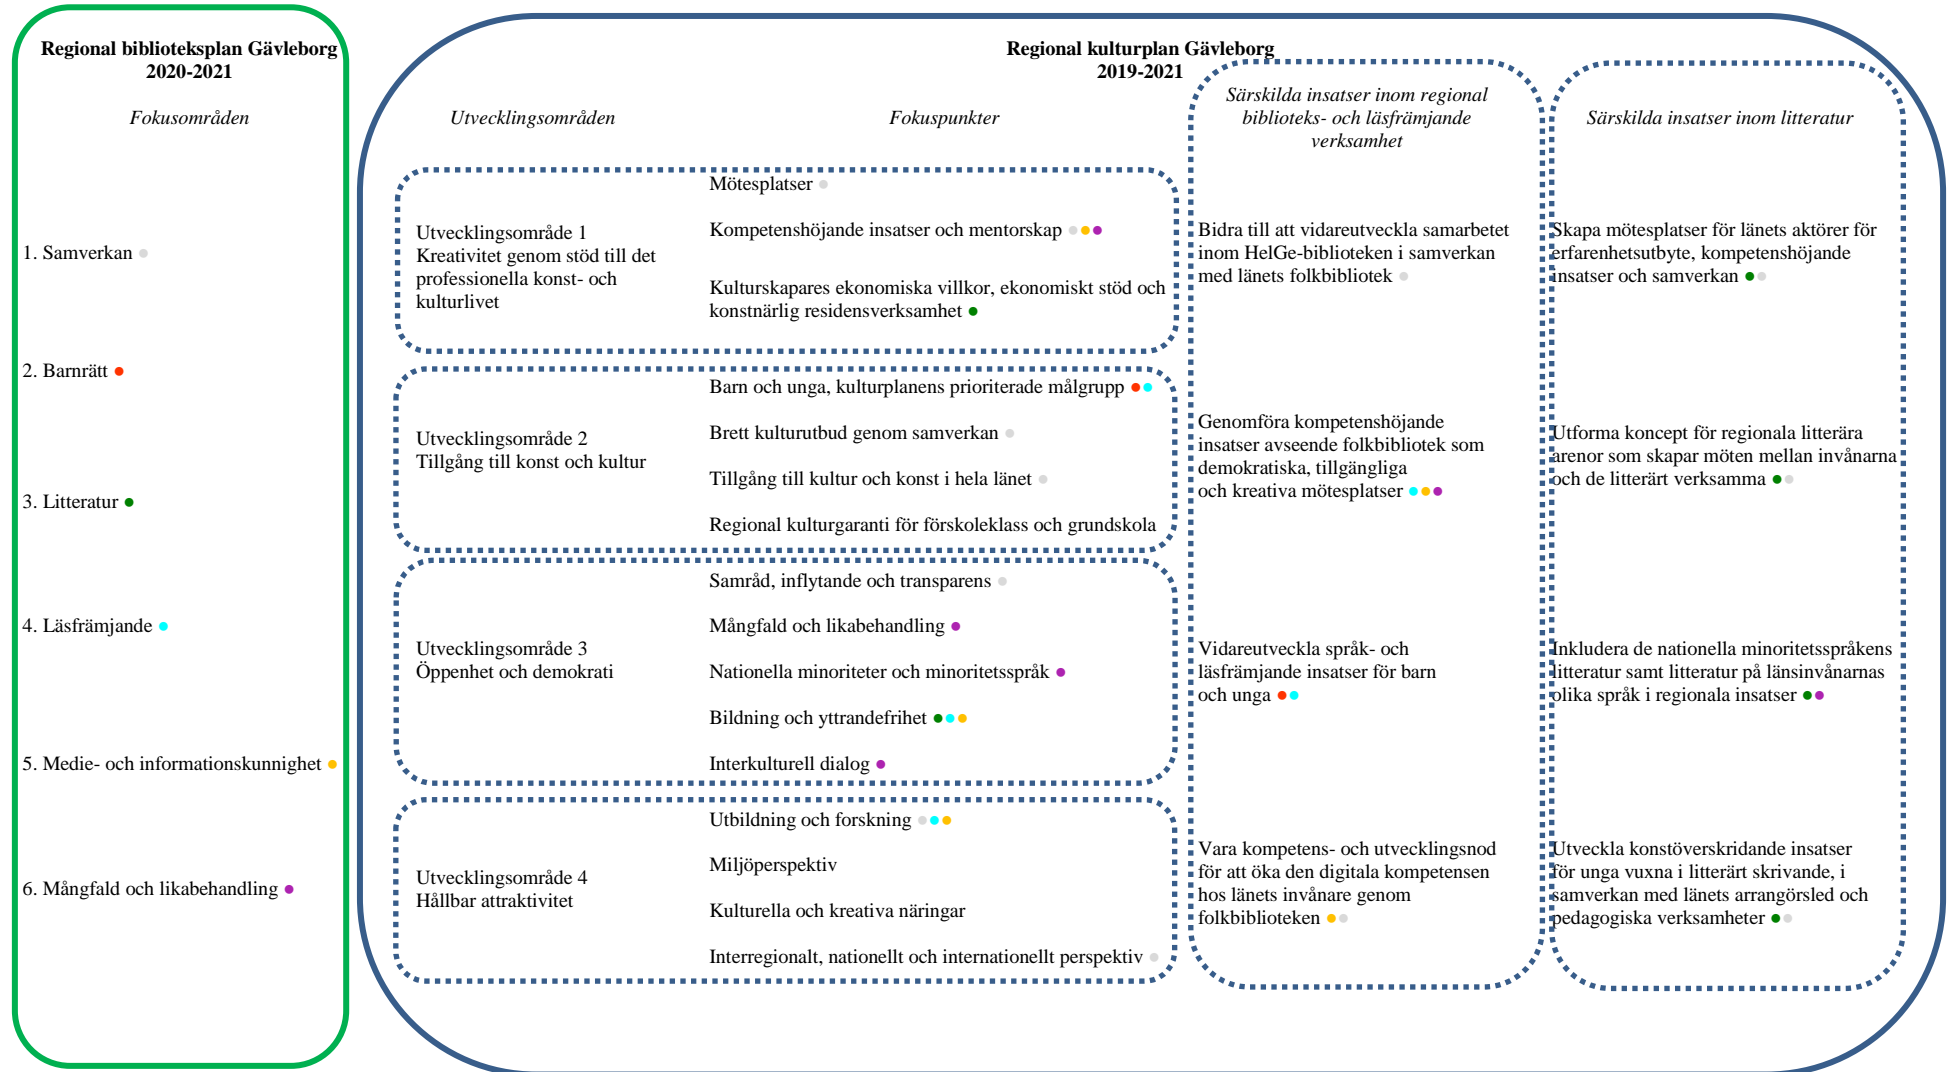 Regional biblioteksplan Gävleborg
2020-2021
Fokusområden
1. Samverkan
2. Barnrätt
3. Litteratur
4. Läsfrämjande
5. Medie- och informationskunnighet
6. Mångfald och likabehandling
Regional kulturplan Gävleborg
2019-2021
Utvecklingsområden
Fokuspunkter
Särskilda insatser inom regional
biblioteks- och läsfrämjande
verksamhet
Särskilda insatser inom litteratur
Utvecklingsområde 1
Kreativitet genom stöd till det
professionella konst- och
kulturlivet
Mötesplatser
Kompetenshöjande insatser och mentorskap
Kulturskapares ekonomiska villkor, ekonomiskt stöd och
konstnärlig residensverksamhet
Utvecklingsområde 2
Tillgång till konst och kultur
Barn och unga, kulturplanens prioriterade målgrupp
Brett kulturutbud genom samverkan
Tillgång till kultur och konst i hela länet
Regional kulturgaranti för förskoleklass och grundskola
Utvecklingsområde 3
Öppenhet och demokrati
Samråd, inflytande och transparens
Mångfald och likabehandling
Nationella minoriteter och minoritetsspråk
Bildning och yttrandefrihet
Interkulturell dialog
Utvecklingsområde 4
Hållbar attraktivitet
Utbildning och forskning
Miljöperspektiv
Kulturella och kreativa näringar
Interregionalt, nationellt och internationellt perspektiv
Bidra till att vidareutveckla samarbetet
inom HelGe-biblioteken i samverkan
med länets folkbibliotek
Genomföra kompetenshöjande
insatser avseende folkbibliotek som
demokratiska, tillgängliga
och kreativa mötesplatser
Vidareutveckla språk- och
läsfrämjande insatser för barn
och unga
Vara kompetens- och utvecklingsnod
för att öka den digitala kompetensen
hos länets invånare genom
folkbiblioteken
Skapa mötesplatser för länets aktörer för
erfarenhetsutbyte, kompetenshöjande
insatser och samverkan
Utforma koncept för regionala litterära
arenor som skapar möten mellan invånarna
och de litterärt verksamma
Inkludera de nationella minoritetsspråkens
litteratur samt litteratur på länsinvånarnas
olika språk i regionala insatser
Utveckla konstöverskridande insatser
för unga vuxna i litterärt skrivande, i
samverkan med länets arrangörsled och
pedagogiska verksamheter